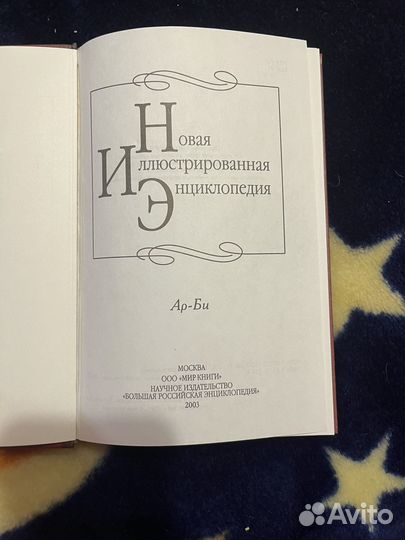 Новая
Иллюстрированная
Энциклопедия
Ар-Би
МОСКВА
ООО «МИР КНИГИ»
НАУЧНОЕ ИЗДАТЕЛЬСТВО
«БОЛЬШАЯ РОССИЙСКАЯ ЭНЦИКЛОПЕДИЯ»
2003
Avito